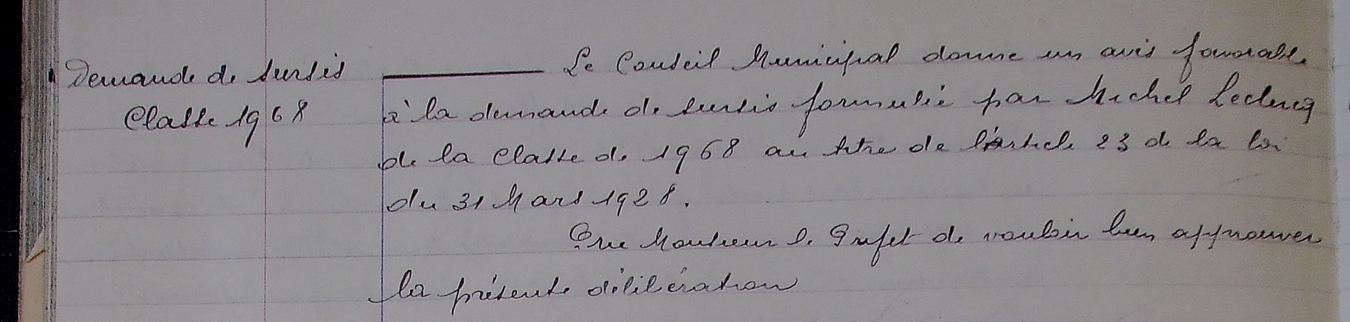 Demande de sursis
Classe 1968
Le Conseil Municipal donne un avis favorable
à la demande de sursis formulée par Michel Leclercq
de la Classe de 1968 au titre de l'article 23 de la loi
du 31 Mars 1928.
Prie Monsieur le Préfet de vouloir bien approuver
la présente délibération